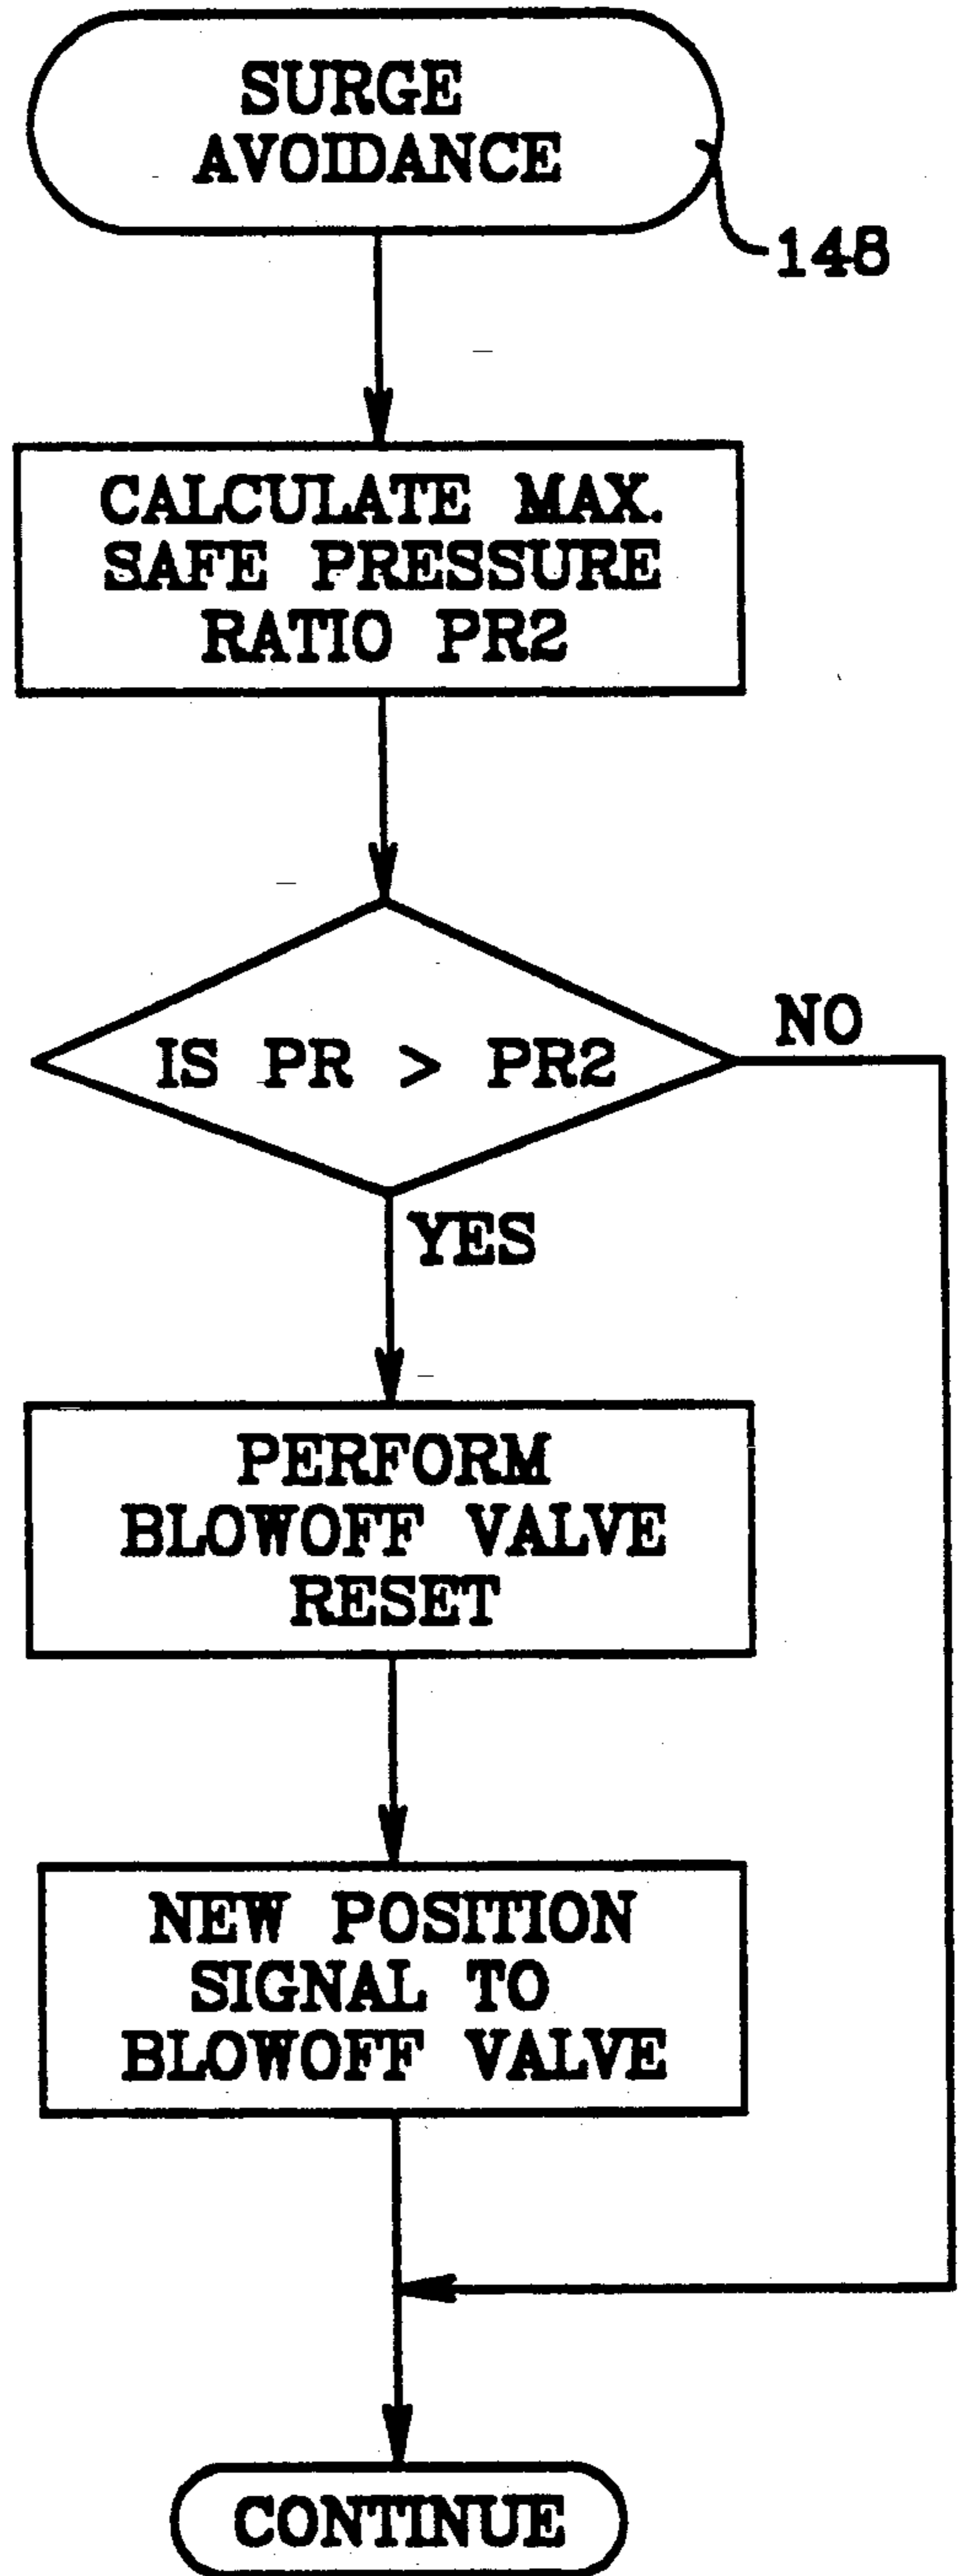 SURGE
AVOIDANCE
148
CALCULATE MAX.
SAFE PRESSURE
RATIO PR2
IS PR > PR2
NO
YES
PERFORM
BLOWOFF VALVE
RESET
NEW POSITION
SIGNAL TO
BLOWOFF VALVE
CONTINUE